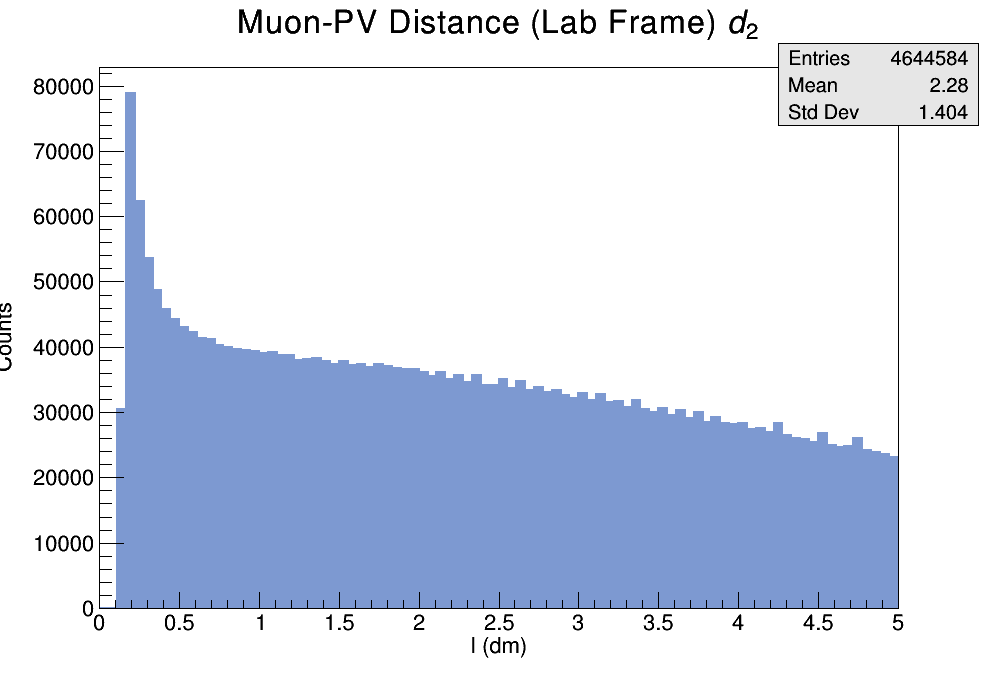 Muon-PV Distance (Lab Frame) d₂
Entries 4644584
Mean 2.28
Std Dev 1.404
Counts
80000
70000
60000
50000
40000
30000
20000
10000
0
0 0.5 1 1.5 2 2.5 3 3.5 4 4.5 5
l (dm)